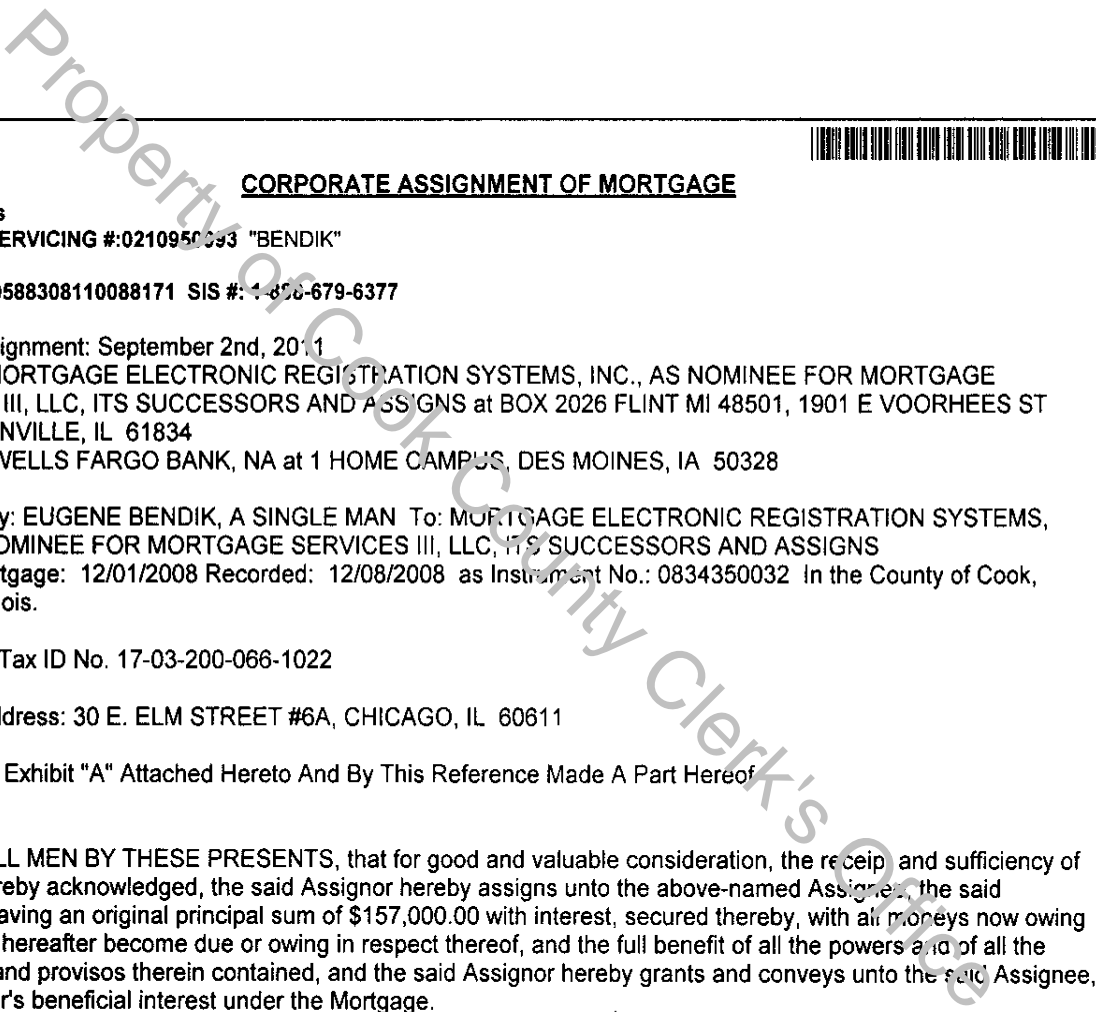 Property of Cook County Clerk's Office
CORPORATE ASSIGNMENT OF MORTGAGE
s
ERVICING "BENDIK"
588308110088171 SIS #:
ignment: September 2nd, 2011
MORTGAGE ELECTRONIC REGISTRATION SYSTEMS, INC., AS NOMINEE FOR MORTGAGE
III, LLC, ITS SUCCESSORS AND ASSIGNS at BOX 2026 FLINT MI 48501, 1901 E VOORHEES ST
NVILLE, IL 61834
WELLS FARGO BANK, NA at 1 HOME CAMPUS, DES MOINES, IA 50328
y: EUGENE BENDIK, A SINGLE MAN To: MORTGAGE ELECTRONIC REGISTRATION SYSTEMS,
OMINEE FOR MORTGAGE SERVICES III, LLC, ITS SUCCESSORS AND ASSIGNS
tgage: 12/01/2008 Recorded: 12/08/2008 as Instrument No.: 0834350032 In the County of Cook,
ois.
Tax ID No. 17-03-200-066-1022
ddress: 30 E. ELM STREET #6A, CHICAGO, IL 60611
Exhibit "A" Attached Hereto And By This Reference Made A Part Hereof
LL MEN BY THESE PRESENTS, that for good and valuable consideration, the receipt and sufficiency of
reby acknowledged, the said Assignor hereby assigns unto the above-named Assignee, the said
aving an original principal sum of $157,000.00 with interest, secured thereby, with all moneys now owing
hereafter become due or owing in respect thereof, and the full benefit of all the powers and of all the
and provisos therein contained, and the said Assignor hereby grants and conveys unto the said Assignee,
r's beneficial interest under the Mortgage.